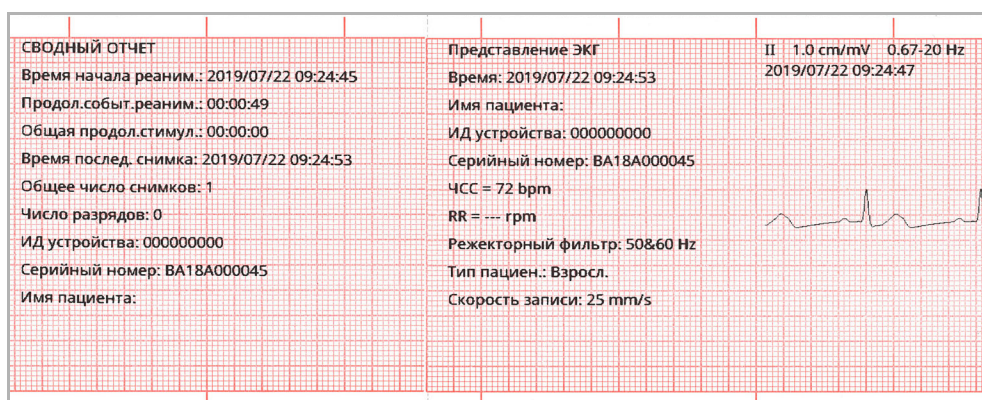 СВОДНЫЙ ОТЧЕТ
Время начала реаним.: 2019/07/22 09:24:45
Продол.событ.реаним.: 00:00:49
Общая продол.стимул.: 00:00:00
Время послед. снимка: 2019/07/22 09:24:53
Общее число снимков: 1
Число разрядов: 0
ИД устройства: 000000000
Серийный номер: BA18A000045
Имя пациента:
Представление ЭКГ
Время: 2019/07/22 09:24:53
Имя пациента:
ИД устройства: 000000000
Серийный номер: BA18A000045
ЧСС = 72 bpm
RR = --- rpm
Режекторный фильтр: 50&60 Hz
Тип пациен.: Взросл.
Скорость записи: 25 mm/s
II 1.0 cm/mV 0.67-20 Hz
2019/07/22 09:24:47